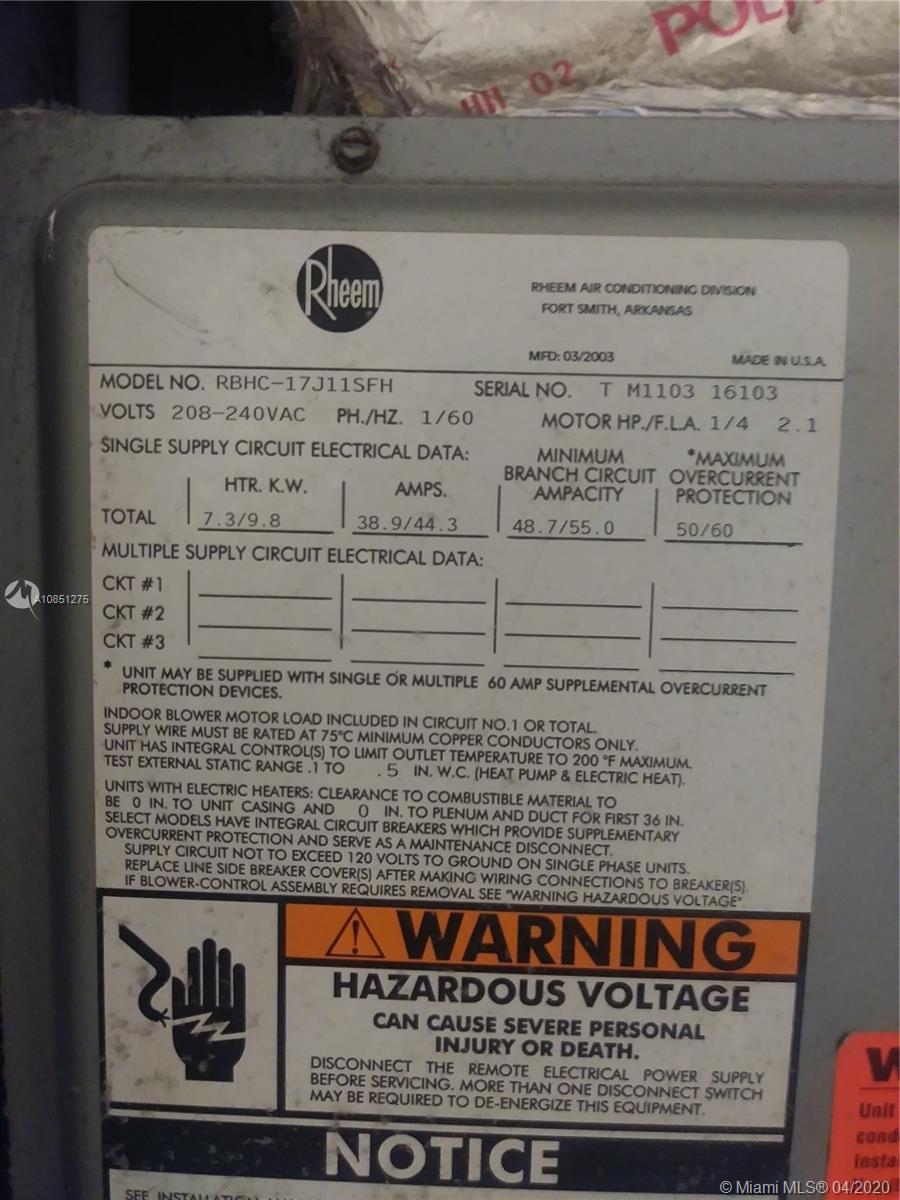 HH 02
Rheem
RHEEM AIR CONDITIONING DIVISION
FORT SMITH, ARKANSAS
MFD: 03/2003
MADE IN U.S.A.
MODEL NO. RBHC-17J11SFH SERIAL NO. T M1103 16103
VOLTS 208-240VAC PH./HZ. 1/60 MOTOR HP./F.L.A. 1/4 2.1
SINGLE SUPPLY CIRCUIT ELECTRICAL DATA:
HTR. K.W.
AMPS.
MINIMUM
BRANCH CIRCUIT
AMPACITY
*MAXIMUM
OVERCURRENT
PROTECTION
TOTAL 7.3/9.8 38.9/44.3 48.7/55.0 50/60
MULTIPLE SUPPLY CIRCUIT ELECTRICAL DATA:
CKT #1
CKT #2
CKT #3
* UNIT MAY BE SUPPLIED WITH SINGLE OR MULTIPLE 60 AMP SUPPLEMENTAL OVERCURRENT
PROTECTION DEVICES.
INDOOR BLOWER MOTOR LOAD INCLUDED IN CIRCUIT NO.1 OR TOTAL.
SUPPLY WIRE MUST BE RATED AT 75°C MINIMUM COPPER CONDUCTORS ONLY.
UNIT HAS INTEGRAL CONTROL(S) TO LIMIT OUTLET TEMPERATURE TO 200 °F MAXIMUM.
TEST EXTERNAL STATIC RANGE .1 TO .5 IN. W.C. (HEAT PUMP & ELECTRIC HEAT).
UNITS WITH ELECTRIC HEATERS: CLEARANCE TO COMBUSTIBLE MATERIAL TO
BE 0 IN. TO UNIT CASING AND 0 IN. TO PLENUM AND DUCT FOR FIRST 36 IN.
SELECT MODELS HAVE INTEGRAL CIRCUIT BREAKERS WHICH PROVIDE SUPPLEMENTARY
OVERCURRENT PROTECTION AND SERVE AS A MAINTENANCE DISCONNECT.
SUPPLY CIRCUIT NOT TO EXCEED 120 VOLTS TO GROUND ON SINGLE PHASE UNITS.
REPLACE LINE SIDE BREAKER COVER(S) AFTER MAKING WIRING CONNECTIONS TO BREAKER(S).
IF BLOWER-CONTROL ASSEMBLY REQUIRES REMOVAL SEE "WARNING HAZARDOUS VOLTAGE".
WARNING
HAZARDOUS VOLTAGE
CAN CAUSE SEVERE PERSONAL
INJURY OR DEATH.
DISCONNECT THE REMOTE ELECTRICAL POWER SUPPLY
BEFORE SERVICING. MORE THAN ONE DISCONNECT SWITCH
MAY BE REQUIRED TO DE-ENERGIZE THIS EQUIPMENT.
NOTICE
SEE INSTALLATION
Unit
cond
insta
A10851275
© Miami MLS® 04/2020